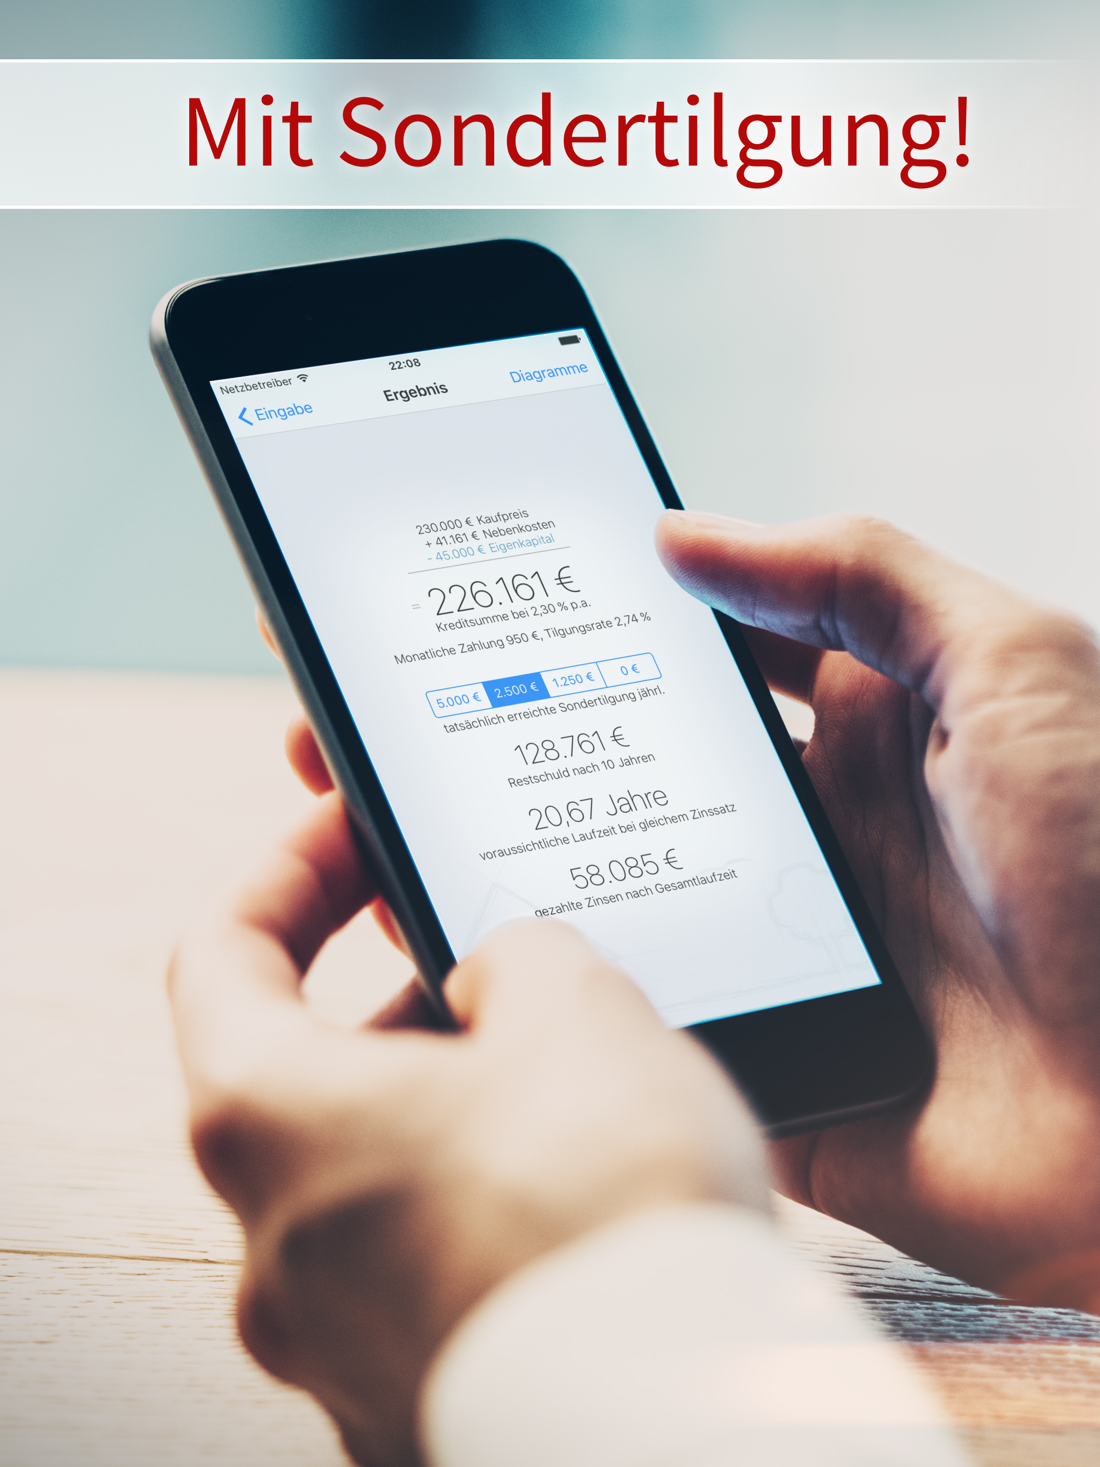 Mit Sondertilgung!
Netzbetreiber 22:08
Eingabe Ergebnis Diagramme
230.000 € Kaufpreis
+ 41.161 € Nebenkosten
- 45.000 € Eigenkapital
= 226.161 €
Kreditsumme bei 2,30 % p.a.
Monatliche Zahlung 950 €, Tilgungsrate 2,74 %
5.000 € 2.500 € 1.250 € 0 €
tatsächlich erreichte Sondertilgung jährl.
128.761 €
Restschuld nach 10 Jahren
20,67 Jahre
voraussichtliche Laufzeit bei gleichem Zinssatz
58.085 €
gezahlte Zinsen nach Gesamtlaufzeit